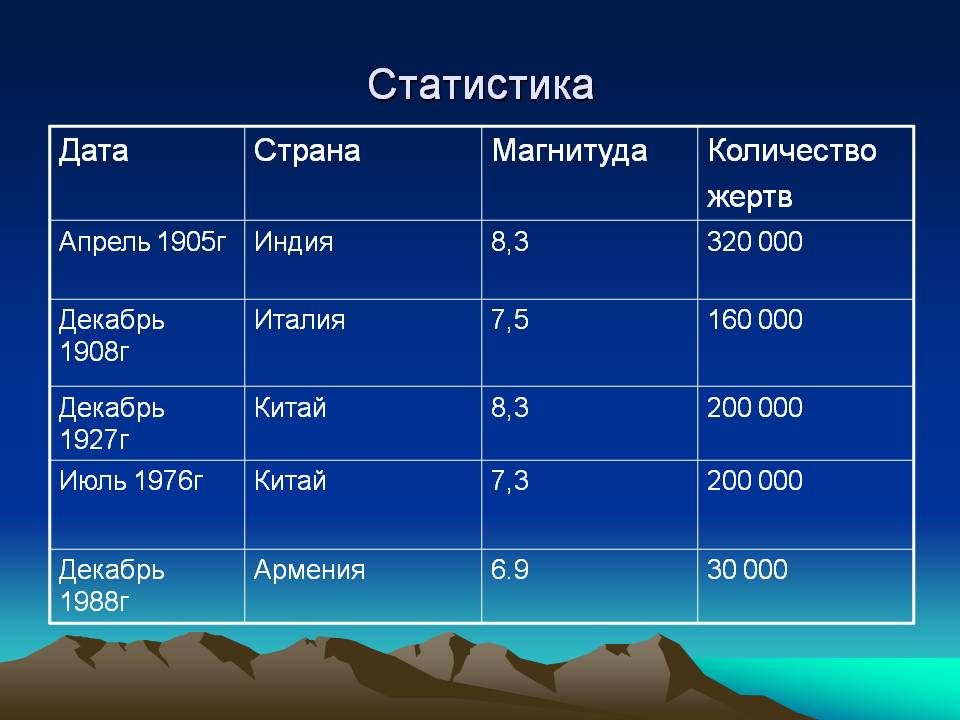 Статистика
Дата Страна Магнитуда Количество
жертв
Апрель 1905г Индия 8,3 320 000
Декабрь Италия 7,5 160 000
1908г
Декабрь Китай 8,3 200 000
1927г
Июль 1976г Китай 7,3 200 000
Декабрь Армения 6.9 30 000
1988г